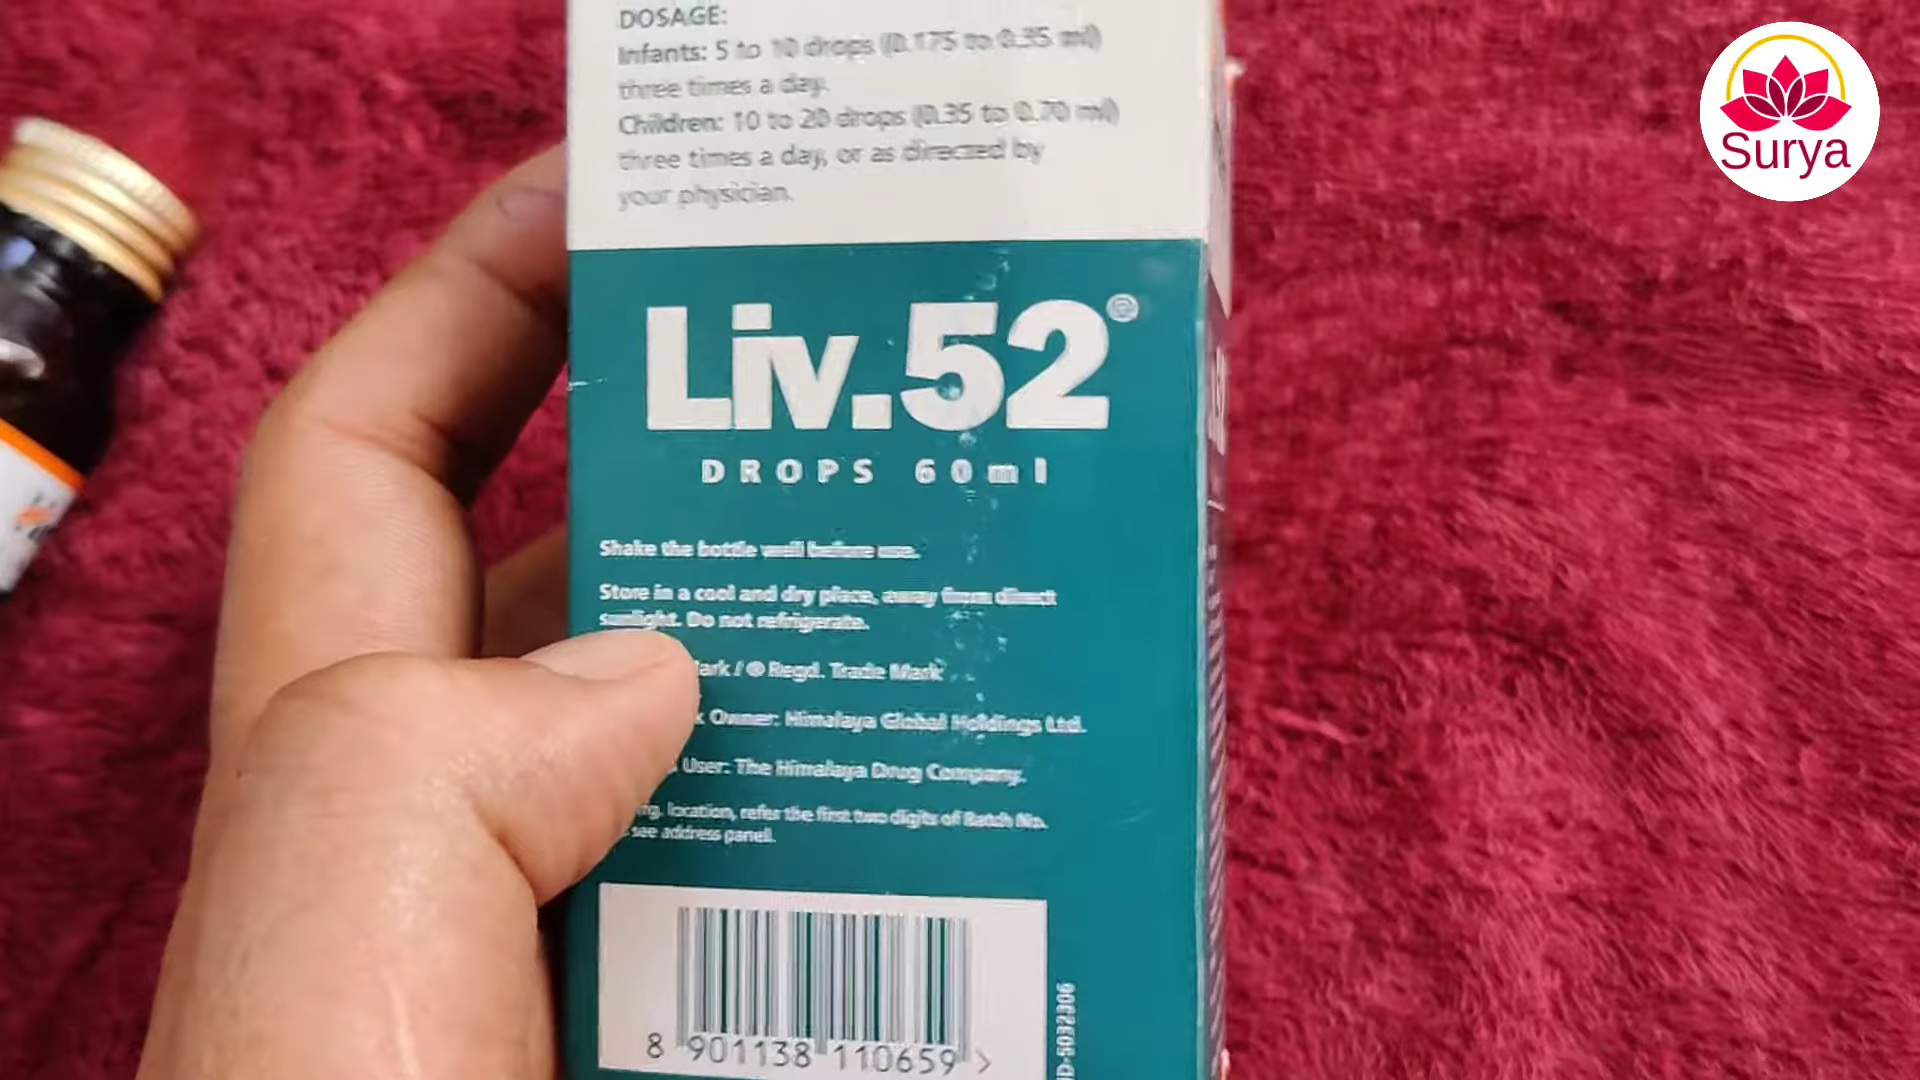 DOSAGE:
Infants: 5 to 10 drops (0.175 to 0.35 ml)
three times a day.
Children: 10 to 20 drops (0.35 to 0.70 ml)
three times a day, or as directed by
your physician.
Surya
Liv.52®
DROPS 60ml
Shake the bottle well before use.
Store in a cool and dry place, away from direct
sunlight. Do not refrigerate.
/ ® Regd. Trade Mark
Owner: Himalaya Global Holdings Ltd.
User: The Himalaya Drug Company.
location, refer the first two digits of Batch No.
see address panel.
8 901138 110659 >